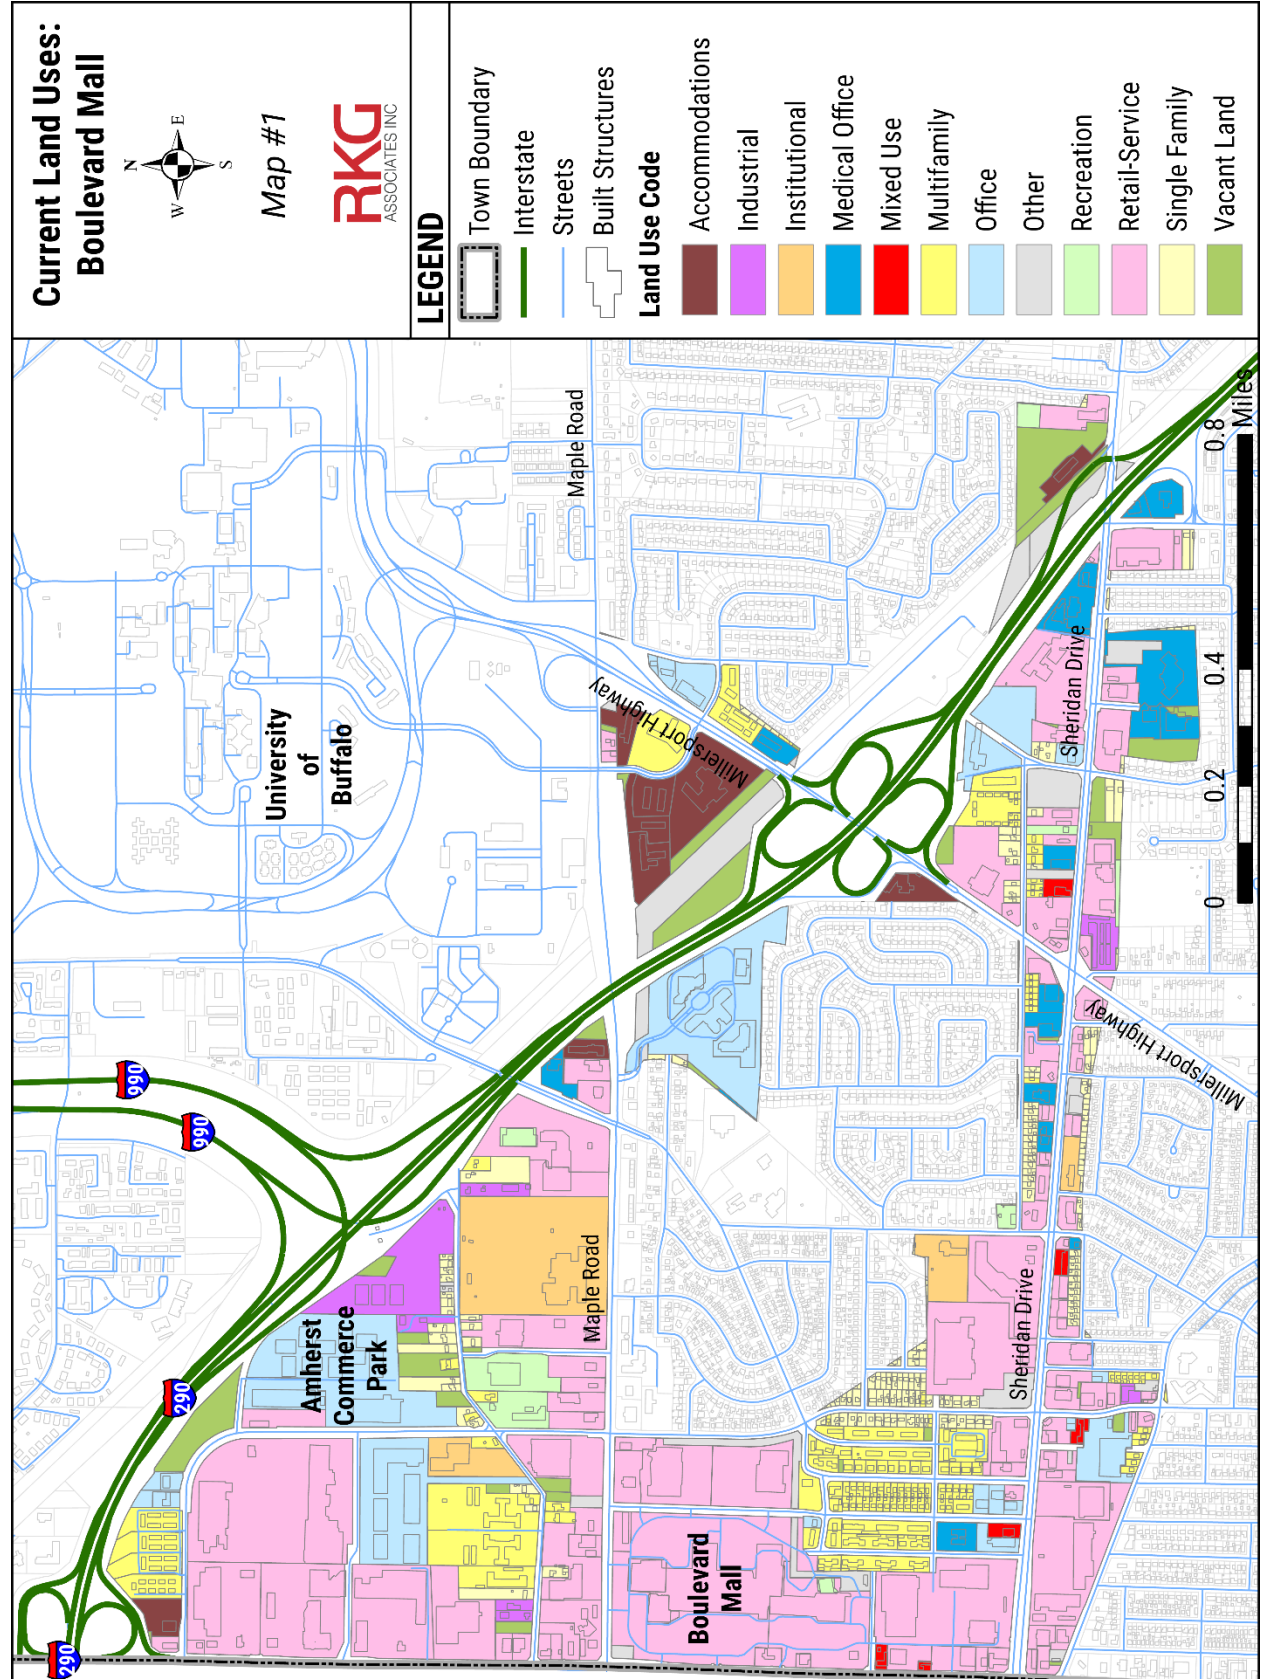 Current Land Uses:
Boulevard Mall
N
W
E
S
Map #1
RKG
ASSOCIATES INC
LEGEND
Town Boundary
Interstate
Streets
Built Structures
Land Use Code
Accommodations
Industrial
Institutional
Medical Office
Mixed Use
Multifamily
Office
Other
Recreation
Retail-Service
Single Family
Vacant Land
290
290
990
990
University
of
Buffalo
Amherst
Commerce
Park
Boulevard
Mall
Maple Road
Maple Road
Millersport Highway
Millersport Highway
Sheridan Drive
Sheridan Drive
0
0.2
0.4
0.8
Miles